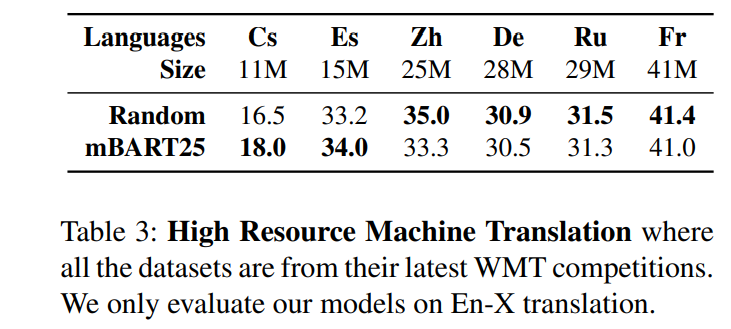 Languages Cs Es Zh De Ru Fr
Size 11M 15M 25M 28M 29M 41M
Random 16.5 33.2 35.0 30.9 31.5 41.4
mBART25 18.0 34.0 33.3 30.5 31.3 41.0
Table 3: High Resource Machine Translation where
all the datasets are from their latest WMT competitions.
We only evaluate our models on En-X translation.